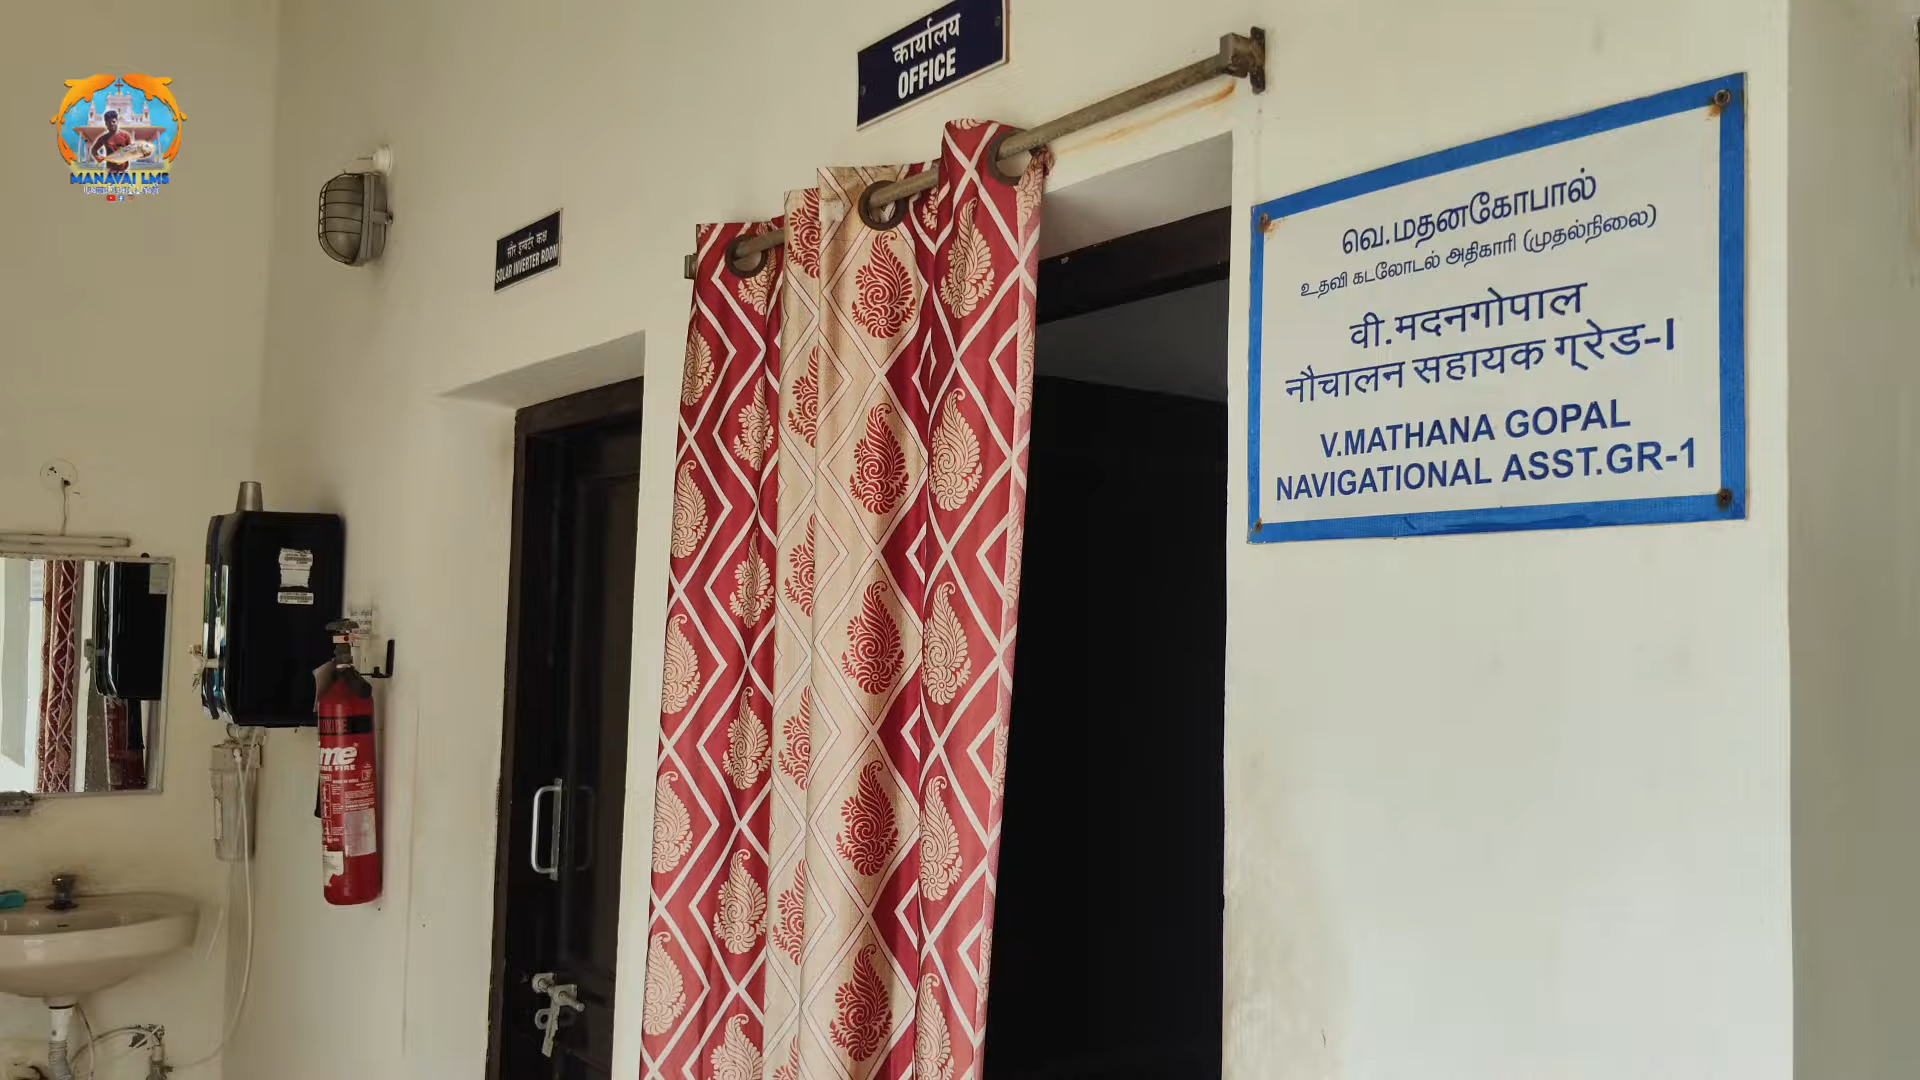 MANAVAI LMS
कार्यालय
OFFICE
सौर इन्वर्टर कक्ष
SOLAR INVERTER ROOM
வெ.மதனகோபால்
உதவி கடலோடல் அதிகாரி (முதல்நிலை)
वी.मदनगोपाल
नौचालन सहायक ग्रेड-I
V.MATHANA GOPAL
NAVIGATIONAL ASST.GR-1